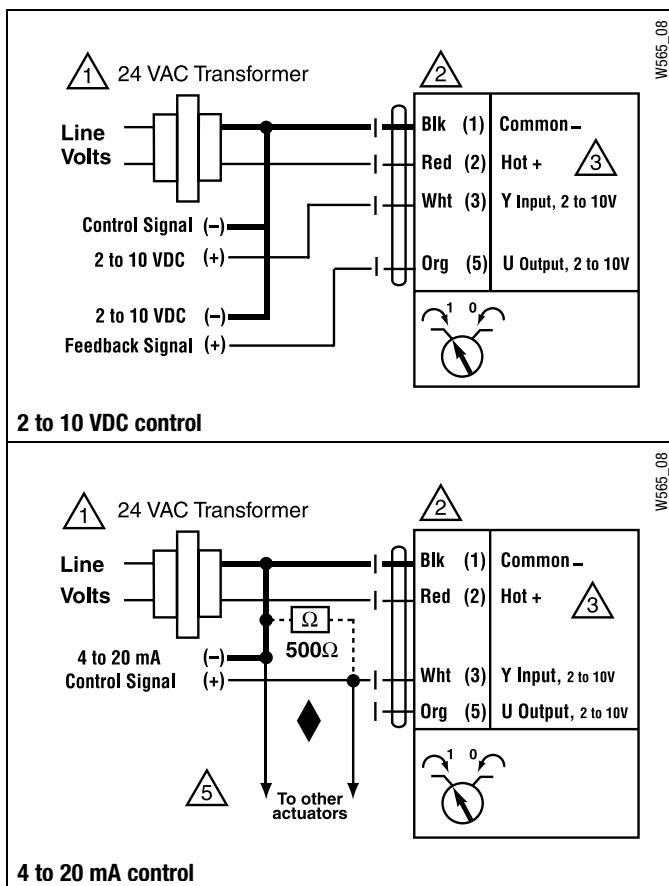 W565_08
1 24 VAC Transformer
2
Line
Volts
Blk (1) Common –
Red (2) Hot +
3
Wht (3) Y Input, 2 to 10V
Control Signal (–)
2 to 10 VDC (+)
Org (5) U Output, 2 to 10V
2 to 10 VDC (–)
Feedback Signal (+)
1 0
2 to 10 VDC control
W565_08
1 24 VAC Transformer
2
Line
Volts
Blk (1) Common –
Red (2) Hot +
3
Ω
500Ω
4 to 20 mA (–)
Control Signal (+)
Wht (3) Y Input, 2 to 10V
Org (5) U Output, 2 to 10V
5
To other
actuators
1 0
4 to 20 mA control